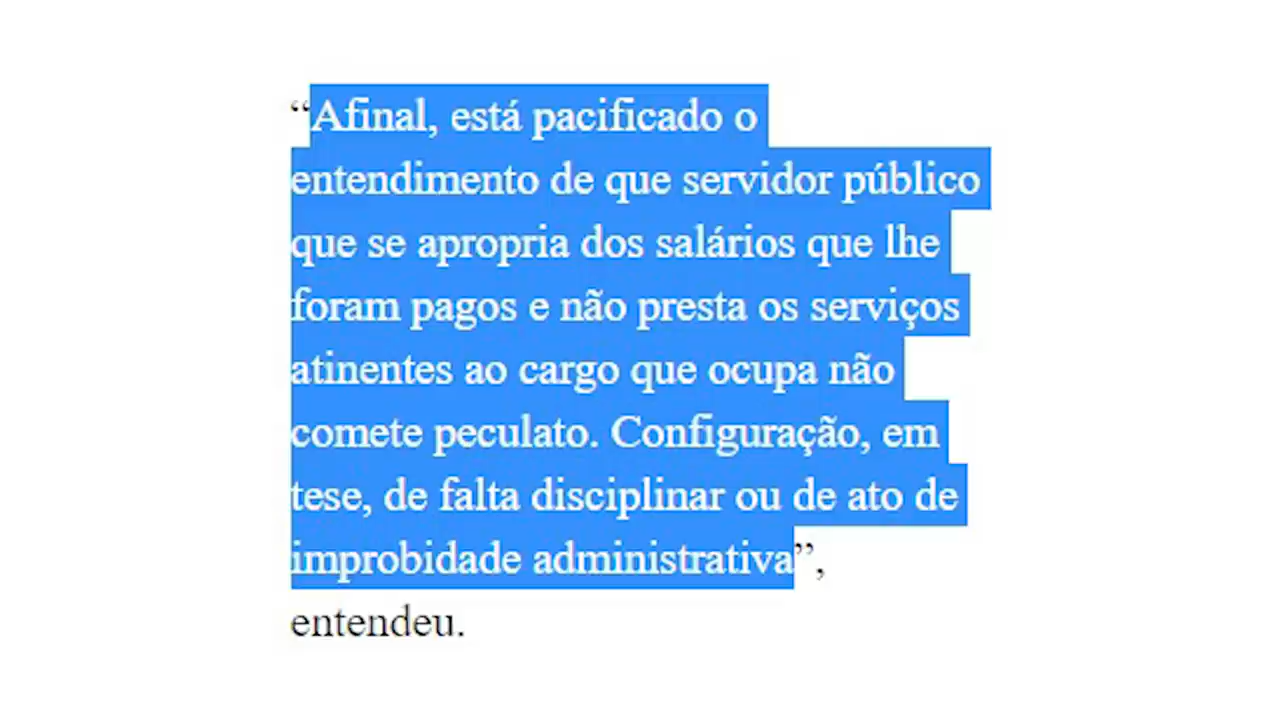 “Afinal, está pacificado o
entendimento de que servidor público
que se apropria dos salários que lhe
foram pagos e não presta os serviços
atinentes ao cargo que ocupa não
comete peculato. Configuração, em
tese, de falta disciplinar ou de ato de
improbidade administrativa”,
entendeu.